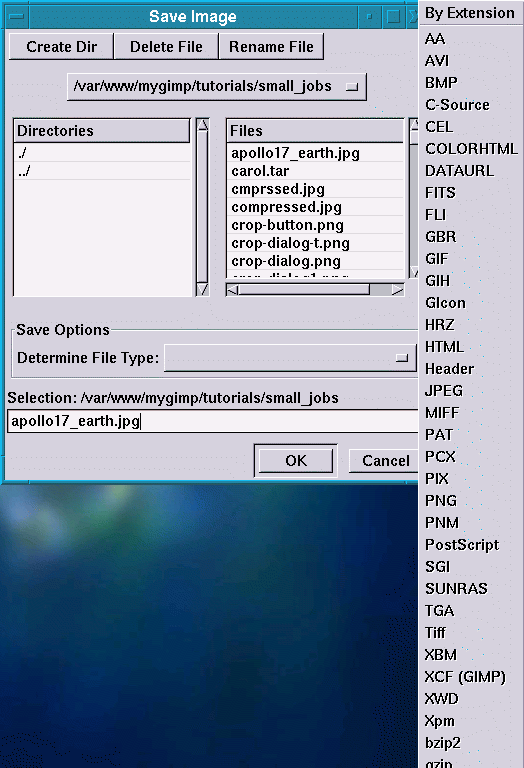 Save Image
Create Dir
Delete File
Rename File
/var/www/mygimp/tutorials/small_jobs
Directories
./
../
Files
apollo17_earth.jpg
carol.tar
cmprssed.jpg
compressed.jpg
crop-button.png
crop-dialog-t.png
crop-dialog.png
crop-dialog1.png
Save Options
Determine File Type:
Selection: /var/www/mygimp/tutorials/small_jobs
apollo17_earth.jpg
OK
Cancel
By Extension
AA
AVI
BMP
C-Source
CEL
COLORHTML
DATAURL
FITS
FLI
GBR
GIF
GIH
GIcon
HRZ
HTML
Header
JPEG
MIFF
PAT
PCX
PIX
PNG
PNM
PostScript
SGI
SUNRAS
TGA
Tiff
XBM
XCF (GIMP)
XWD
Xpm
bzip2
gzip